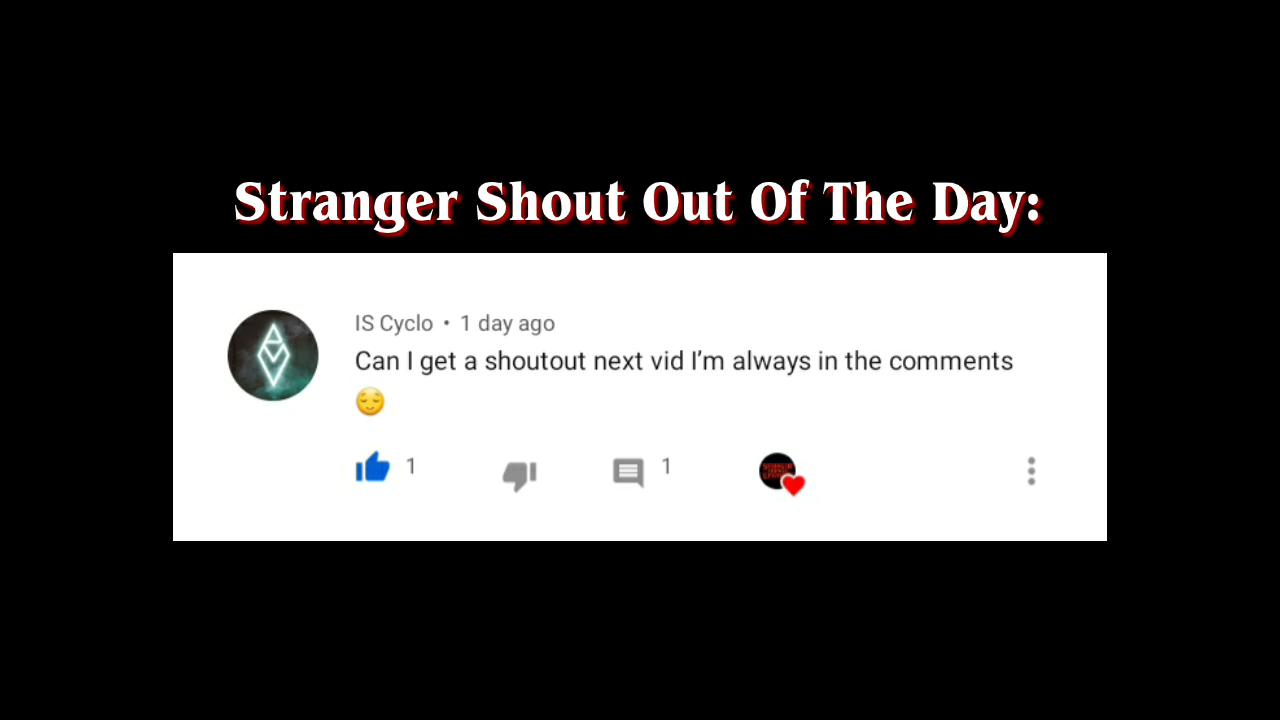 Stranger Shout Out Of The Day:
IS Cyclo • 1 day ago
Can I get a shoutout next vid I’m always in the comments
😌
1 1